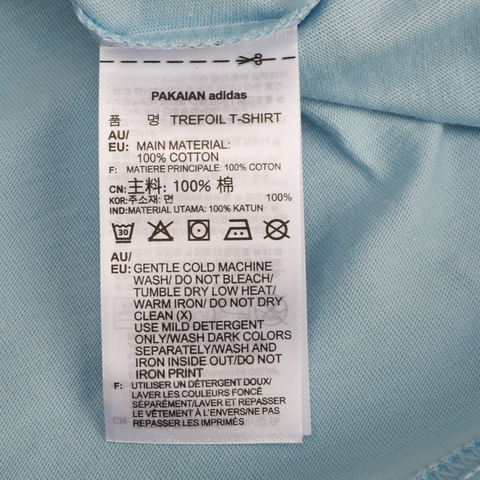 PAKAIAN adidas
품 명 TREFOIL T-SHIRT
AU/
EU: MAIN MATERIAL:
100% COTTON
F: MATIERE PRINCIPALE: 100% COTON
CN: 主料: 100% 棉
KOR: 주소재: 면 100%
IND: MATERIAL UTAMA: 100% KATUN
30
AU/
EU: GENTLE COLD MACHINE
WASH/ DO NOT BLEACH/
TUMBLE DRY LOW HEAT/
WARM IRON/ DO NOT DRY
CLEAN (X)
USE MILD DETERGENT
ONLY/WASH DARK COLORS
SEPARATELY/WASH AND
IRON INSIDE OUT/DO NOT
IRON PRINT
F: UTILISER UN DÉTERGENT DOUX/
LAVER LES COULEURS FONCÉ
SÉPARÉMENT/LAVER ET REPASSER
LE VÊTEMENT À L'ENVERS/NE PAS
REPASSER LES IMPRIMÉS